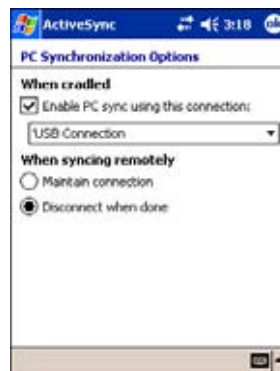 ActiveSync 3:18 ok
PC Synchronization Options
When cradled
Enable PC sync using this connection:
'USB Connection
When syncing remotely
Maintain connection
Disconnect when done